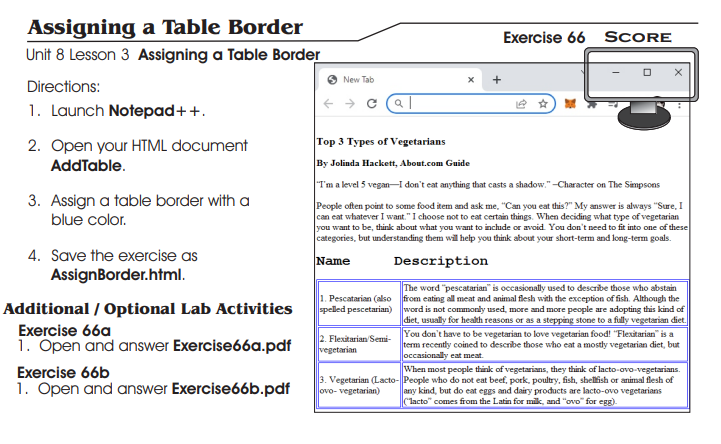 Assigning a Table Border
Exercise 66 SCORE
Unit 8 Lesson 3 Assigning a Table Border
Directions:
1. Launch Notepad++.
2. Open your HTML document
AddTable.
3. Assign a table border with a
blue color.
4. Save the exercise as
AssignBorder.html.
Additional / Optional Lab Activities
Exercise 66a
1. Open and answer Exercise66a.pdf
Exercise 66b
1. Open and answer Exercise66b.pdf
New Tab
Top 3 Types of Vegetarians
By Jolinda Hackett, About.com Guide
"I'm a level 5 vegan—I don't eat anything that casts a shadow." –Character on The Simpsons
People often point to some food item and ask me, "Can you eat this?" My answer is always "Sure, I
can eat whatever I want." I choose not to eat certain things. When deciding what type of vegetarian
you want to be, think about what you want to include or avoid. You don't need to fit into one of these
categories, but understanding them will help you think about your short-term and long-term goals.
Name Description
1. Pescatarian (also
spelled pescetarian)
The word "pescatarian" is occasionally used to describe those who abstain
from eating all meat and animal flesh with the exception of fish. Although the
word is not commonly used, more and more people are adopting this kind of
diet, usually for health reasons or as a stepping stone to a fully vegetarian diet.
2. Flexitarian/Semi-
vegetarian
You don't have to be vegetarian to love vegetarian food! "Flexitarian" is a
term recently coined to describe those who eat a mostly vegetarian diet, but
occasionally eat meat.
3. Vegetarian (Lacto-
ovo- vegetarian)
When most people think of vegetarians, they think of lacto-ovo-vegetarians.
People who do not eat beef, pork, poultry, fish, shellfish or animal flesh of
any kind, but do eat eggs and dairy products are lacto-ovo vegetarians
("lacto" comes from the Latin for milk, and "ovo" for egg).